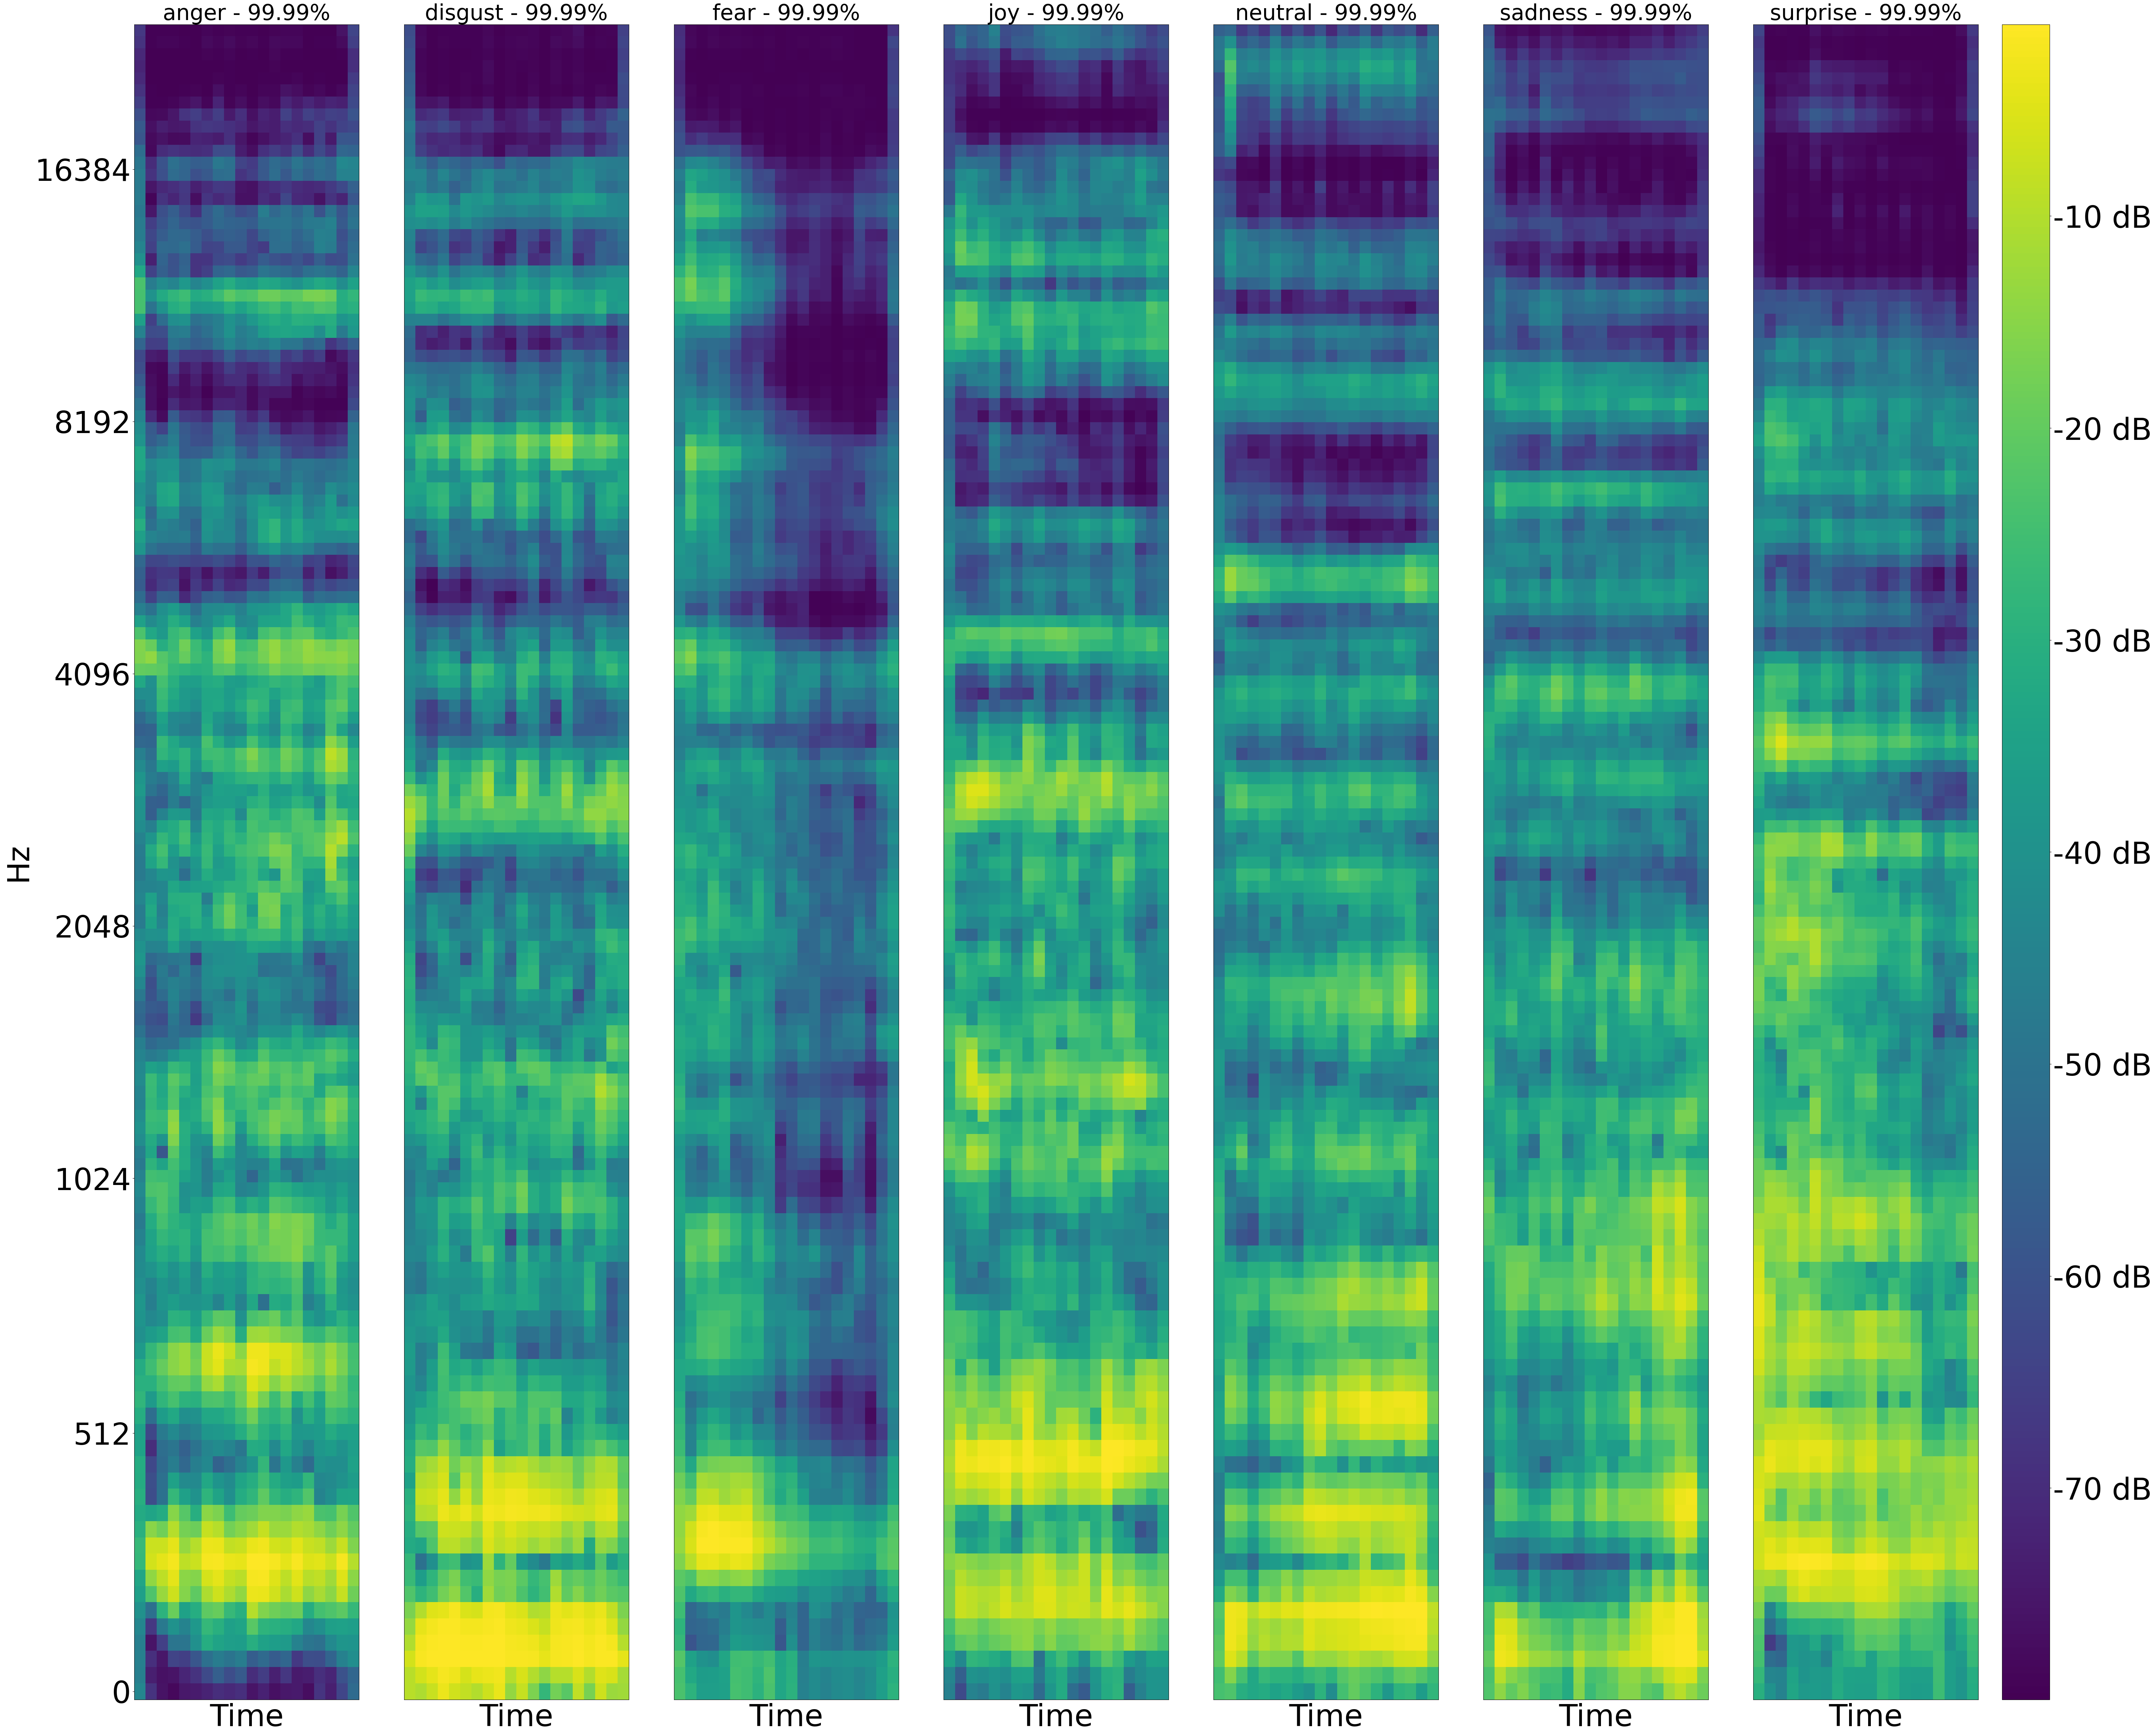 anger - 99.99%
disgust - 99.99%
fear - 99.99%
joy - 99.99%
neutral - 99.99%
sadness - 99.99%
surprise - 99.99%
Hz
16384
8192
4096
2048
1024
512
0
Time
Time
Time
Time
Time
Time
Time
-10 dB
-20 dB
-30 dB
-40 dB
-50 dB
-60 dB
-70 dB